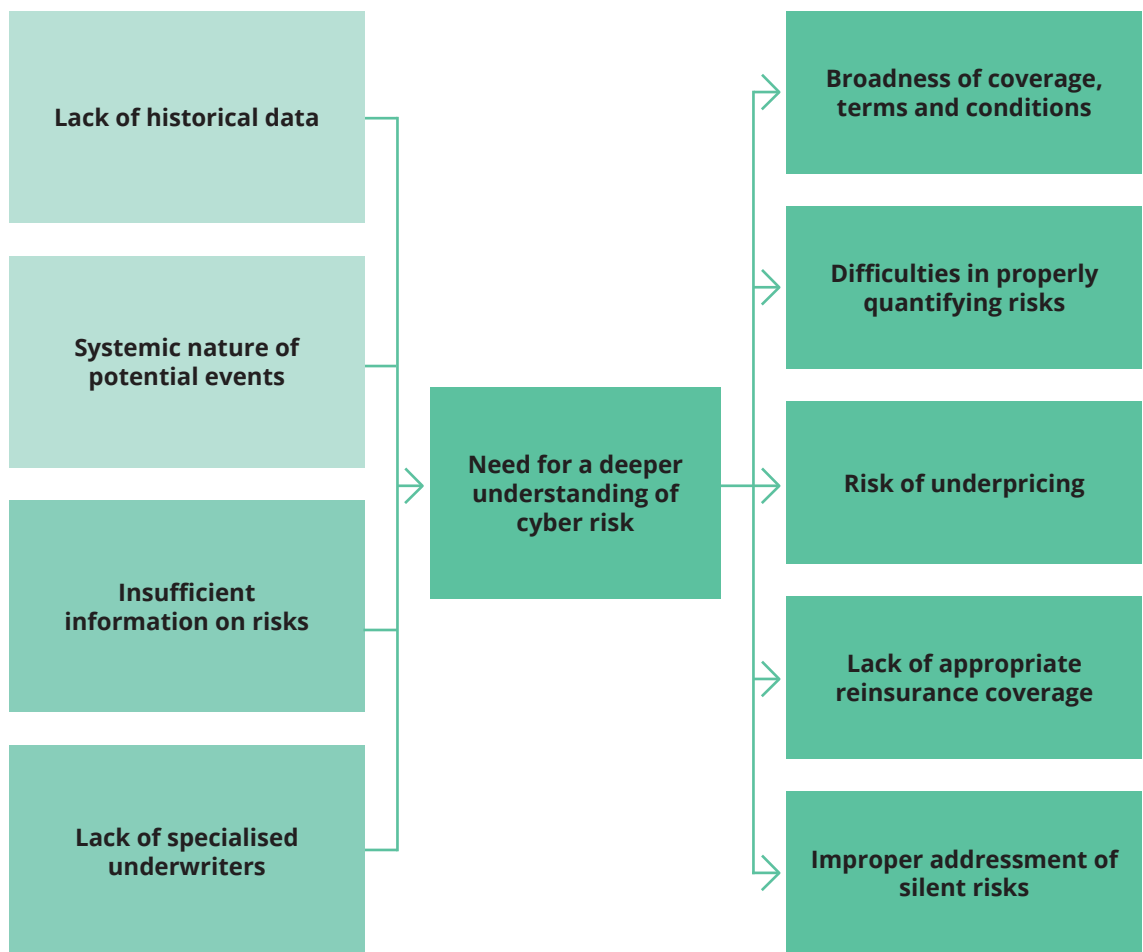 Lack of historical data
Systemic nature of
potential events
Insufficient
information on risks
Lack of specialised
underwriters
Need for a deeper
understanding of
cyber risk
Broadness of coverage,
terms and conditions
Difficulties in properly
quantifying risks
Risk of underpricing
Lack of appropriate
reinsurance coverage
Improper addressment of
silent risks